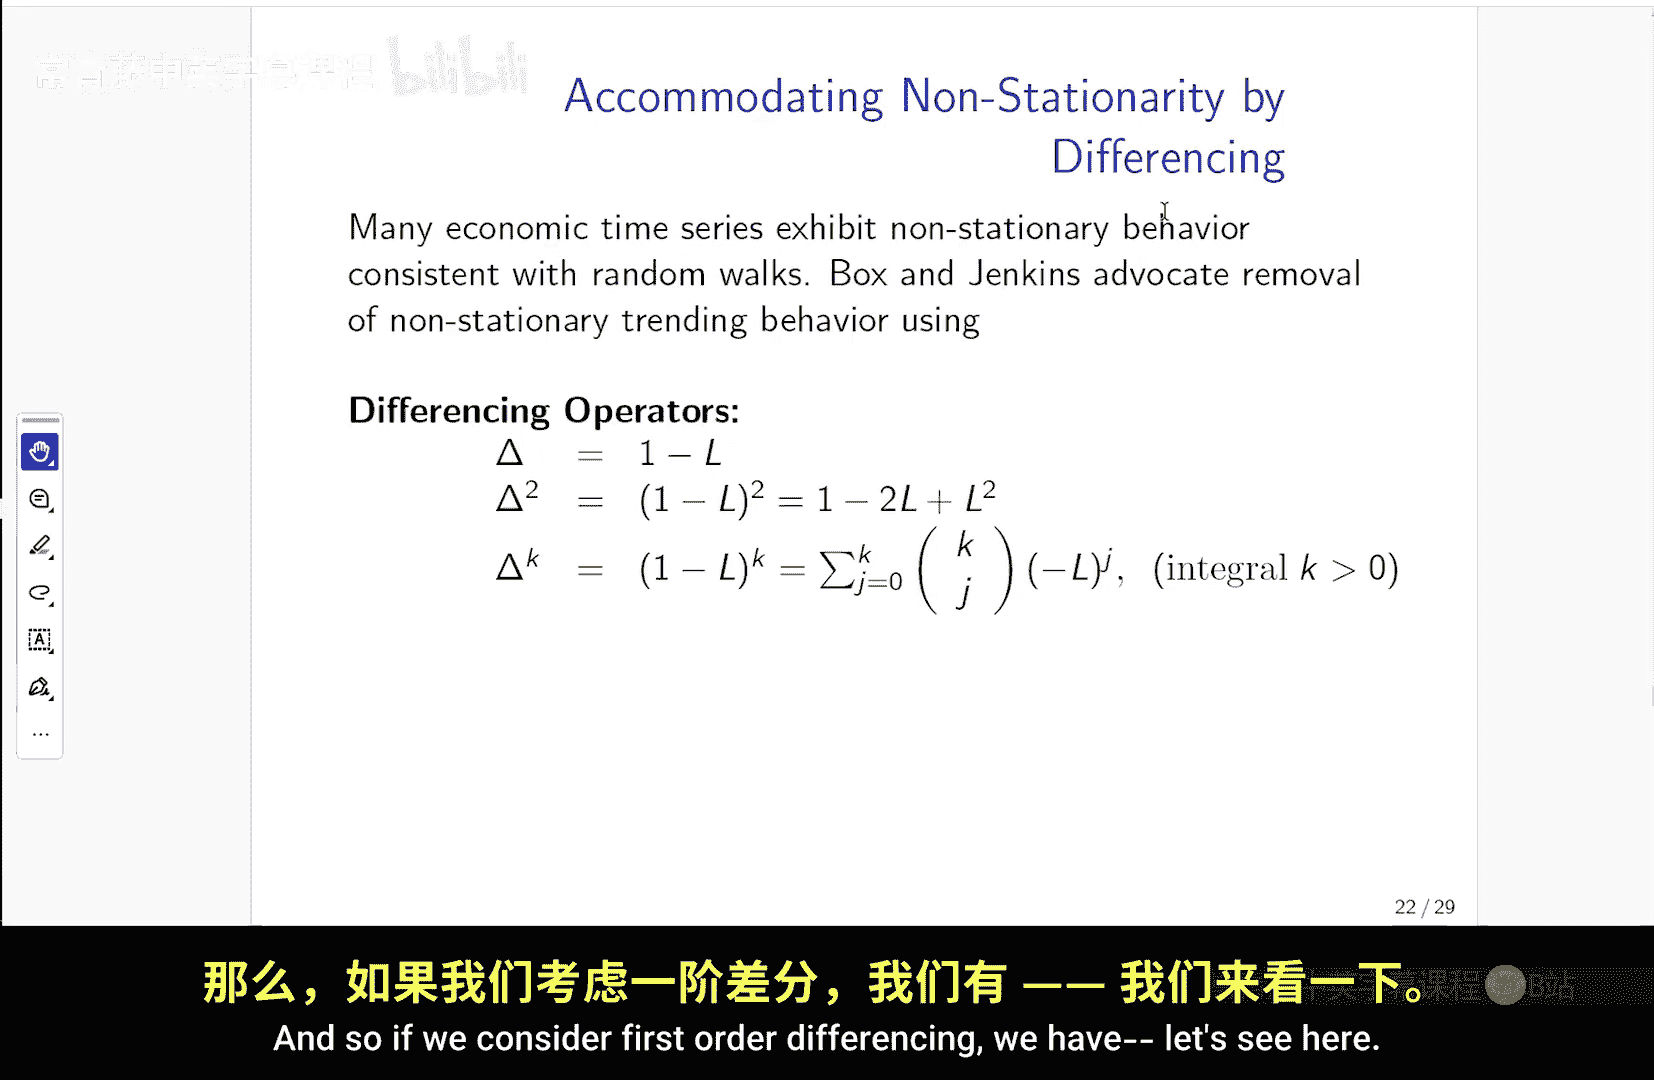 bilibili
Accommodating Non-Stationarity by
Differencing
Many economic time series exhibit non-stationary behavior
consistent with random walks. Box and Jenkins advocate removal
of non-stationary trending behavior using
Differencing Operators:
Δ = 1 − L
Δ² = (1 − L)² = 1 − 2L + L²
Δᵏ = (1 − L)ᵏ = ∑ᵏⱼ₌₀ ( k j ) (−L)ʲ, (integral k > 0)
22 / 29
那么，如果我们考虑一阶差分，我们有 —— 我们来看一下。
And so if we consider first order differencing, we have-- let's see here.